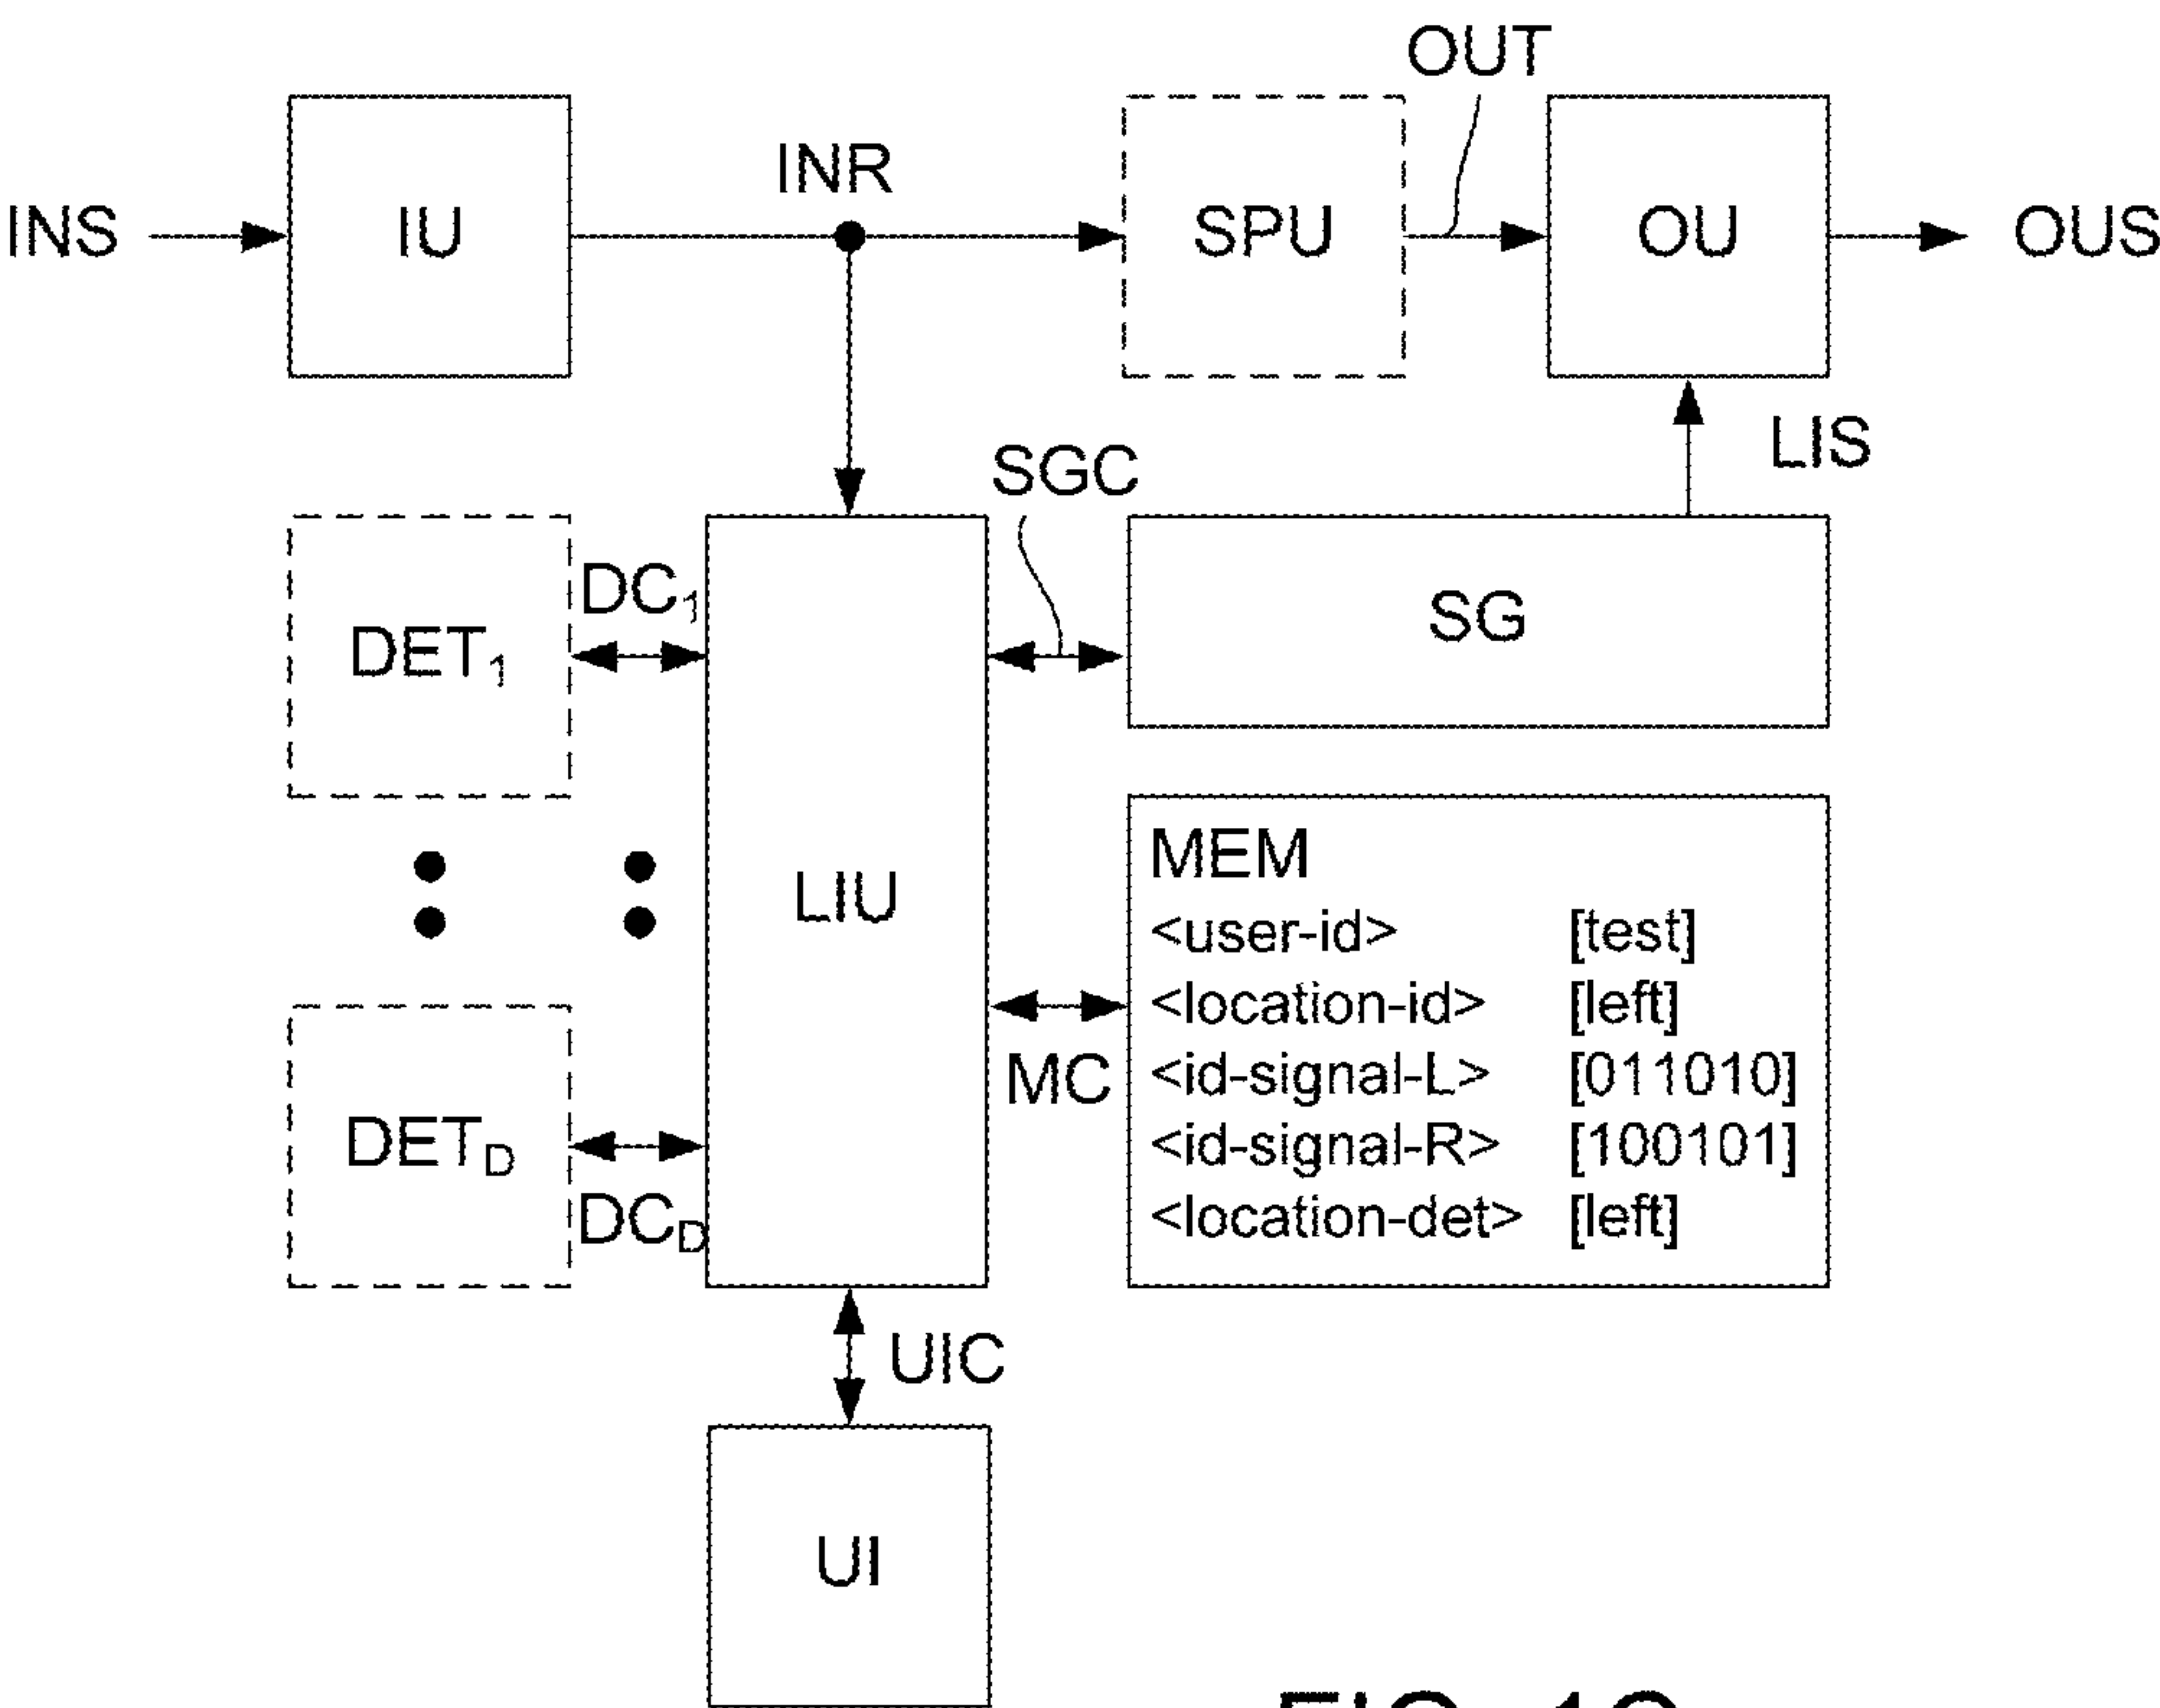 OUT
INS
IU
INR
SPU
OU
OUS
LIS
SGC
DET1
DC1
SG
LIU
MEM
<user-id> [test]
<location-id> [left]
<id-signal-L> [011010]
<id-signal-R> [100101]
<location-det> [left]
MC
DETD
DCD
UIC
UI